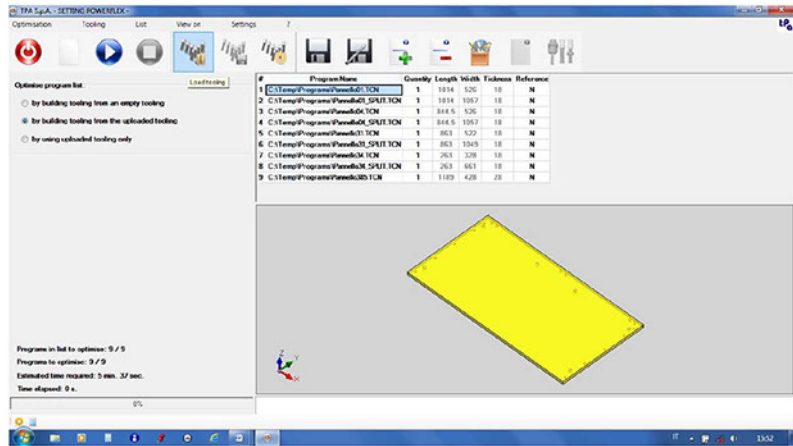 TPA S.p.A. - SETTING POWERFLEX -
Optimisation Tooling List View on Settings ?
tpa
Load tooling
Optimise program list
by building tooling from an empty tooling
by building tooling from the uploaded tooling
by using uploaded tooling only
# Program Name Quantity Length Width Tickness Reference
1 C:\Temp\Programs\Pannello01.TCN 1 1014 526 18 N
2 C:\Temp\Programs\Pannello01_SPLIT.TCN 1 1014 1057 18 N
3 C:\Temp\Programs\Pannello04.TCN 1 844.5 526 18 N
4 C:\Temp\Programs\Pannello04_SPLIT.TCN 1 844.5 1057 18 N
5 C:\Temp\Programs\Pannello31.TCN 1 863 522 18 N
6 C:\Temp\Programs\Pannello31_SPLIT.TCN 1 863 1049 18 N
7 C:\Temp\Programs\Pannello34.TCN 1 263 328 18 N
8 C:\Temp\Programs\Pannello34_SPLIT.TCN 1 263 661 18 N
9 C:\Temp\Programs\Pannello305.TCN 1 1189 428 28 N
Z
Y
X
Programs in list to optimise: 9 / 9
Programs to optimise: 9 / 9
Estimated time required: 5 min. 37 sec.
Time elapsed: 0 s.
0%
IT
15:52